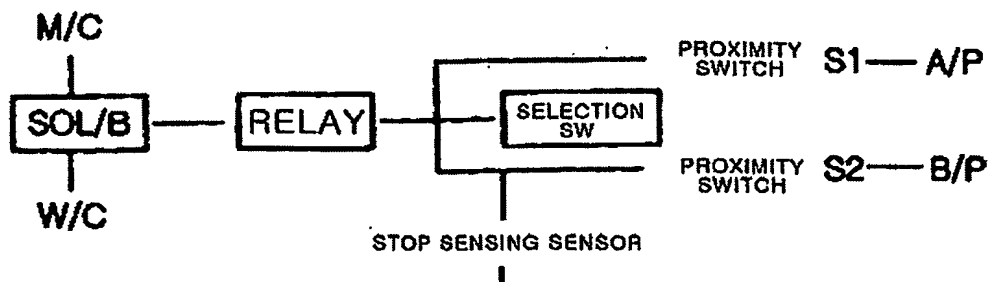 M/C
SOL/B
W/C
RELAY
SELECTION
SW
PROXIMITY
SWITCH
S1
A/P
PROXIMITY
SWITCH
S2
B/P
STOP SENSING SENSOR